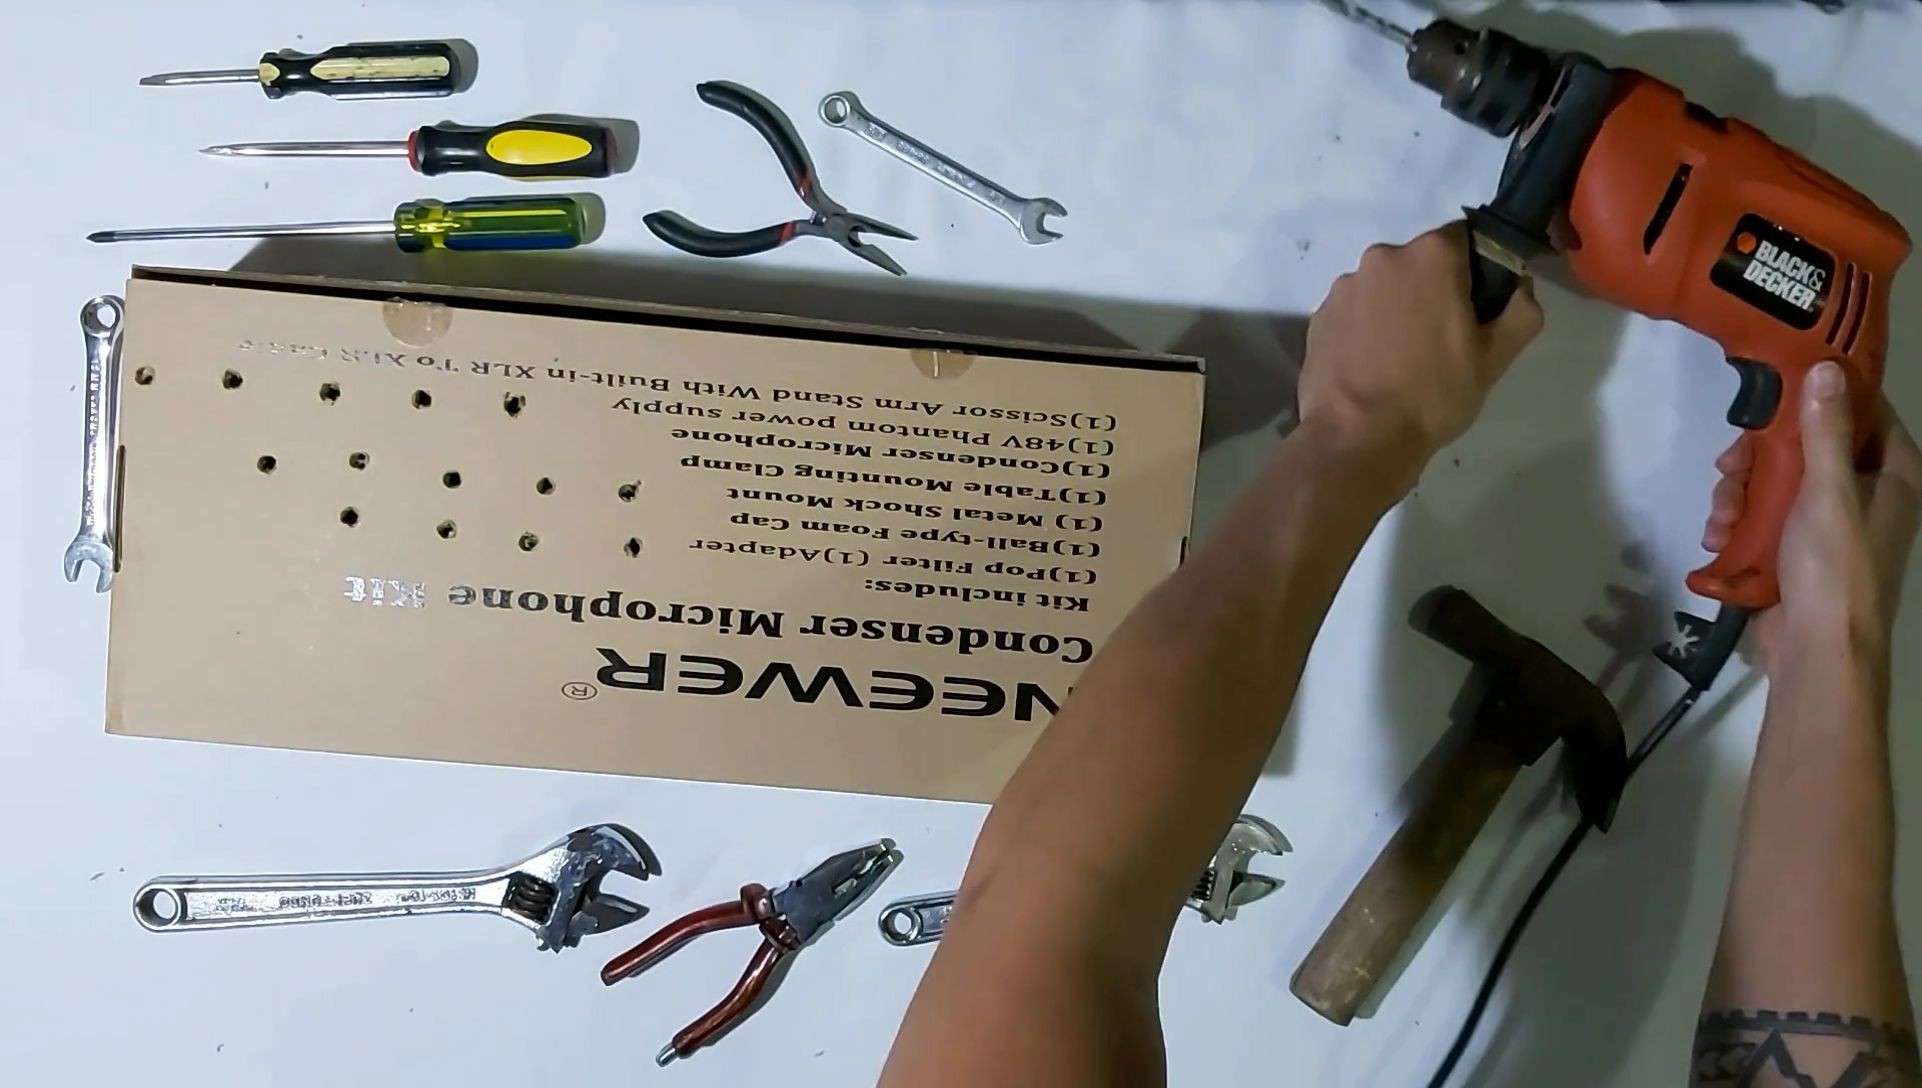 NEEWER®
Condenser Microphone Kit
Kit includes:
(1)Pop Filter (1)Adapter
(1)Ball-type Foam Cap
(1) Metal Shock Mount
(1)Table Mounting Clamp
(1)Condenser Microphone
(1)48V Phantom power supply
(1)Scissor Arm Stand With Built-in XLR To XLR Cable
BLACK&
DECKER